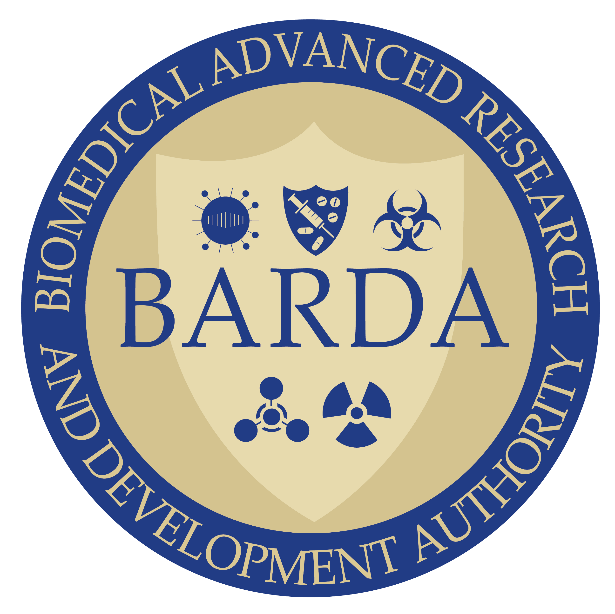 BIOMEDICAL ADVANCED RESEARCH
BARDA
AND DEVELOPMENT AUTHORITY